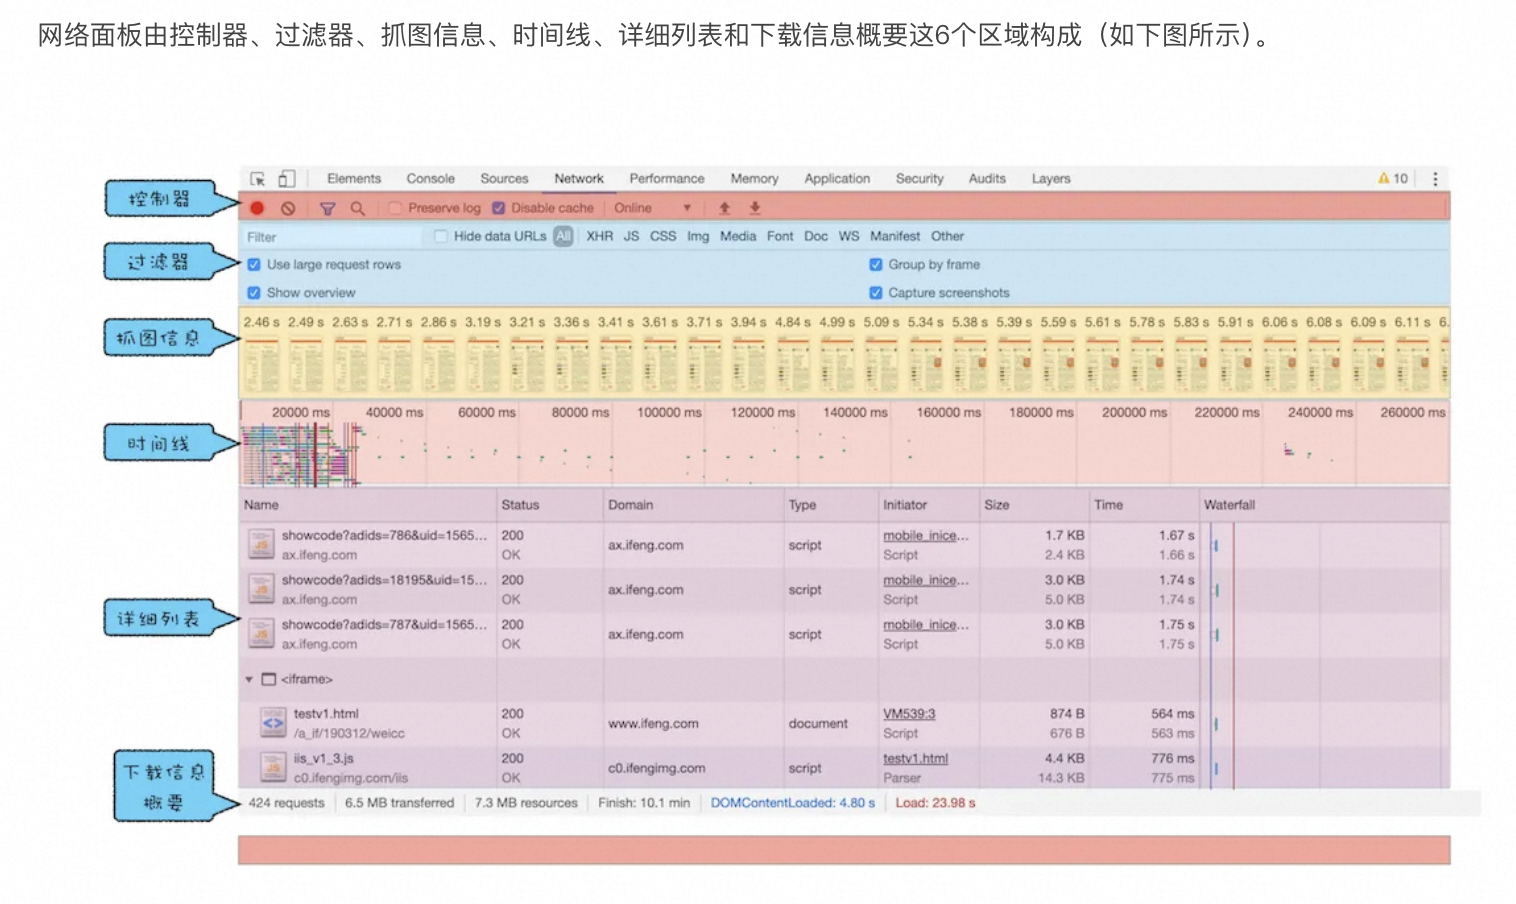 网络面板由控制器、过滤器、抓图信息、时间线、详细列表和下载信息概要这6个区域构成（如下图所示）。
Elements Console Sources Network Performance Memory Application Security Audits Layers 10
控制器
Preserve log Disable cache Online
Filter Hide data URLs All XHR JS CSS Img Media Font Doc WS Manifest Other
过滤器
Use large request rows Group by frame
Show overview Capture screenshots
抓图信息
2.46 s 2.49 s 2.63 s 2.71 s 2.86 s 3.19 s 3.21 s 3.36 s 3.41 s 3.61 s 3.71 s 3.94 s 4.84 s 4.99 s 5.09 s 5.34 s 5.38 s 5.39 s 5.59 s 5.61 s 5.78 s 5.83 s 5.91 s 6.06 s 6.08 s 6.09 s 6.11 s 6.
20000 ms 40000 ms 60000 ms 80000 ms 100000 ms 120000 ms 140000 ms 160000 ms 180000 ms 200000 ms 220000 ms 240000 ms 260000 ms
时间线
Name Status Domain Type Initiator Size Time Waterfall
showcode?adids=786&uid=1565... 200 ax.ifeng.com script mobile_inice... 1.7 KB 1.67 s
ax.ifeng.com OK Script 2.4 KB 1.66 s
showcode?adids=18195&uid=15... 200 ax.ifeng.com script mobile_inice... 3.0 KB 1.74 s
ax.ifeng.com OK Script 5.0 KB 1.74 s
showcode?adids=787&uid=1565... 200 ax.ifeng.com script mobile_inice... 3.0 KB 1.75 s
ax.ifeng.com OK Script 5.0 KB 1.75 s
详细列表
<iframe>
testv1.html 200 www.ifeng.com document VM539:3 874 B 564 ms
/a_if/190312/weicc OK Script 676 B 563 ms
iis_v1_3.js 200 c0.ifengimg.com script testv1.html 4.4 KB 776 ms
c0.ifengimg.com/iis OK Parser 14.3 KB 775 ms
下载信息
概要
424 requests 6.5 MB transferred 7.3 MB resources Finish: 10.1 min DOMContentLoaded: 4.80 s Load: 23.98 s